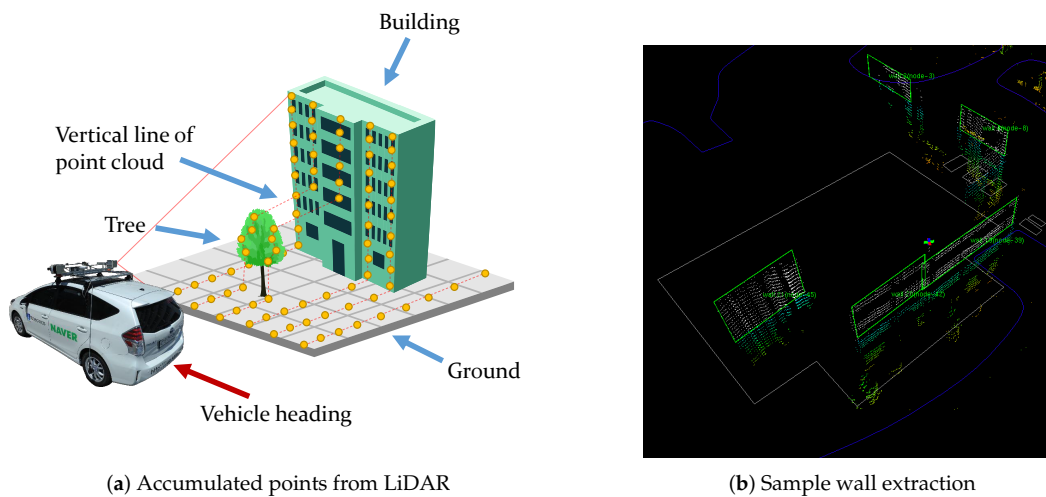 Building
Vertical line of
point cloud
Tree
NAVER
Ground
Vehicle heading
(a) Accumulated points from LiDAR
(b) Sample wall extraction